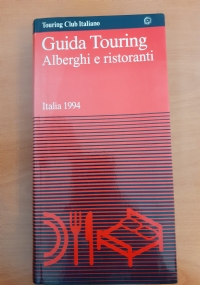 Touring Club Italiano
Guida Touring
Alberghi e ristoranti
Italia 1994